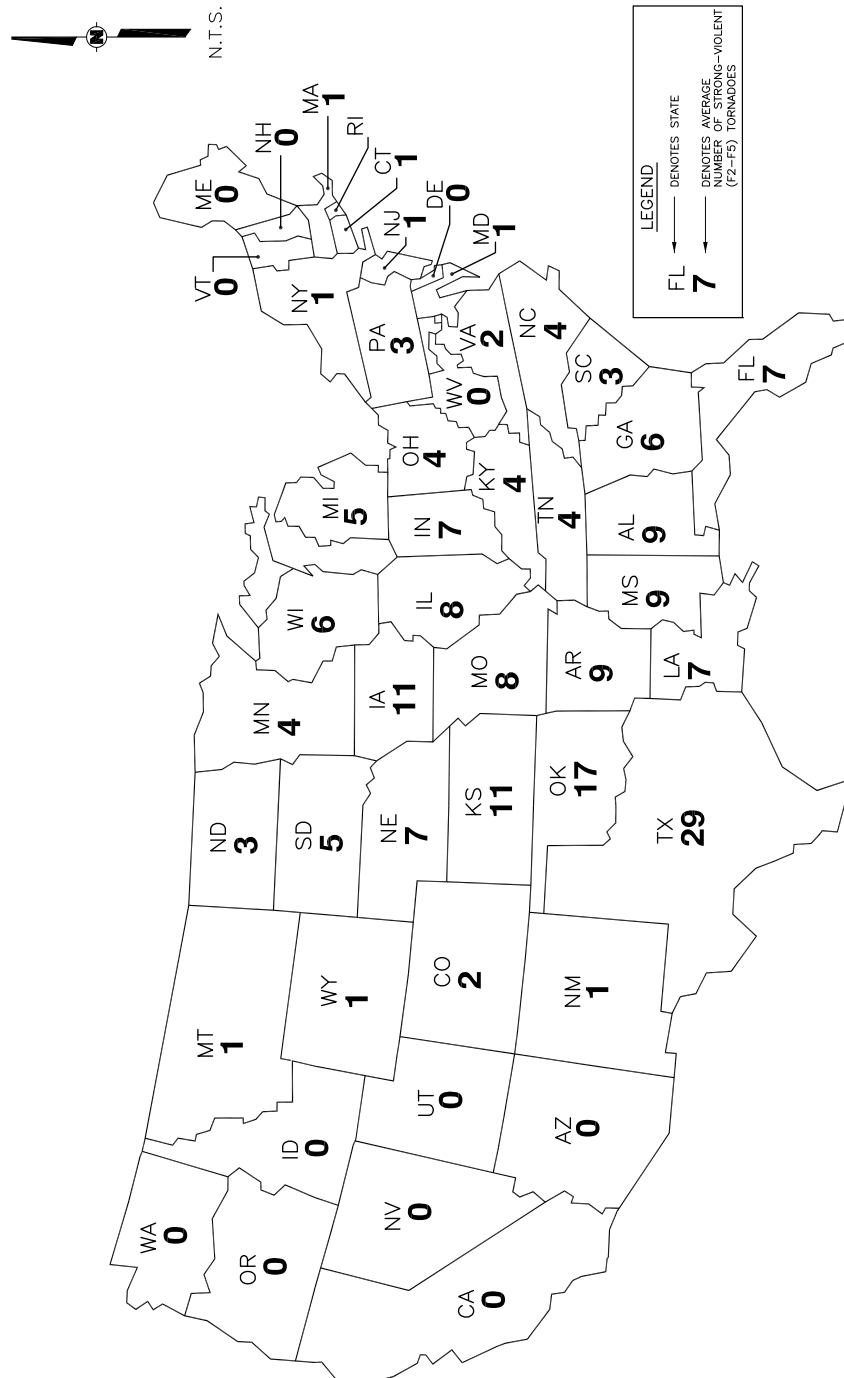 N
N.T.S.
WA
0
OR
0
CA
0
ID
0
NV
0
MT
1
WY
1
UT
0
AZ
0
CO
2
NM
1
ND
3
SD
5
NE
7
KS
11
OK
17
TX
29
MN
4
IA
11
MO
8
AR
9
LA
7
WI
6
IL
8
MS
9
MI
5
IN
7
OH
4
KY
4
TN
4
AL
9
GA
6
FL
7
SC
3
NC
4
WV
0
VA
2
PA
3
NY
1
VT
0
ME
0
NH
0
MA
1
RI
CT
1
NJ
1
DE
0
MD
1
LEGEND
FL
DENOTES STATE
7
DENOTES AVERAGE
NUMBER OF STRONG-VIOLENT
(F2-F5) TORNADOES